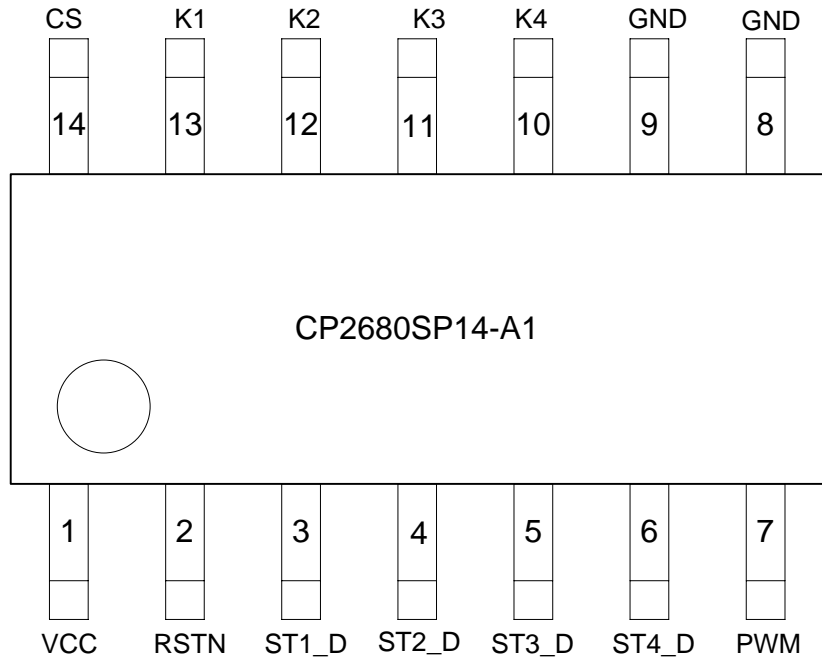 CS K1 K2 K3 K4 GND GND
14 13 12 11 10 9 8
CP2680SP14-A1
1 2 3 4 5 6 7
VCC RSTN ST1_D ST2_D ST3_D ST4_D PWM